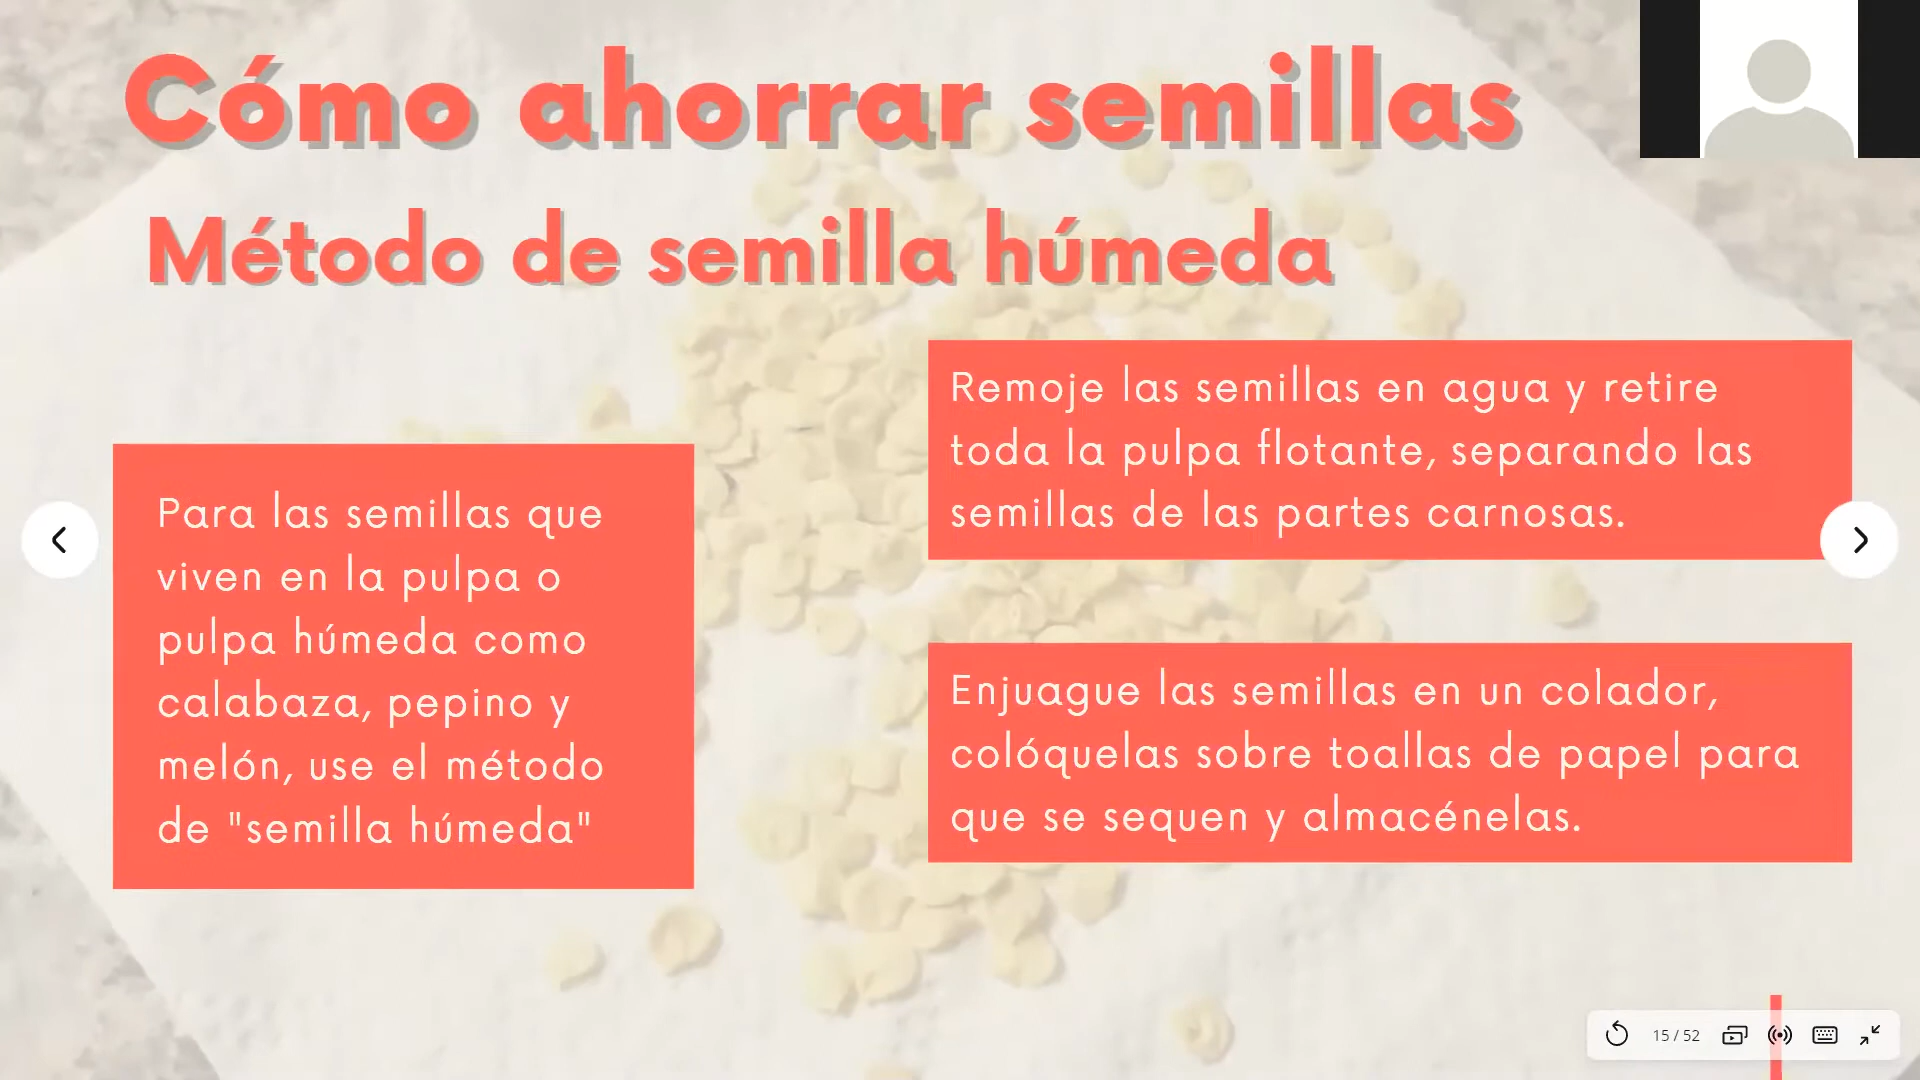 Cómo ahorrar semillas
Método de semilla húmeda
Para las semillas que
viven en la pulpa o
pulpa húmeda como
calabaza, pepino y
melón, use el método
de "semilla húmeda"
Remoje las semillas en agua y retire
toda la pulpa flotante, separando las
semillas de las partes carnosas.
Enjuague las semillas en un colador,
colóquelas sobre toallas de papel para
que se sequen y almacénelas.
15 / 52